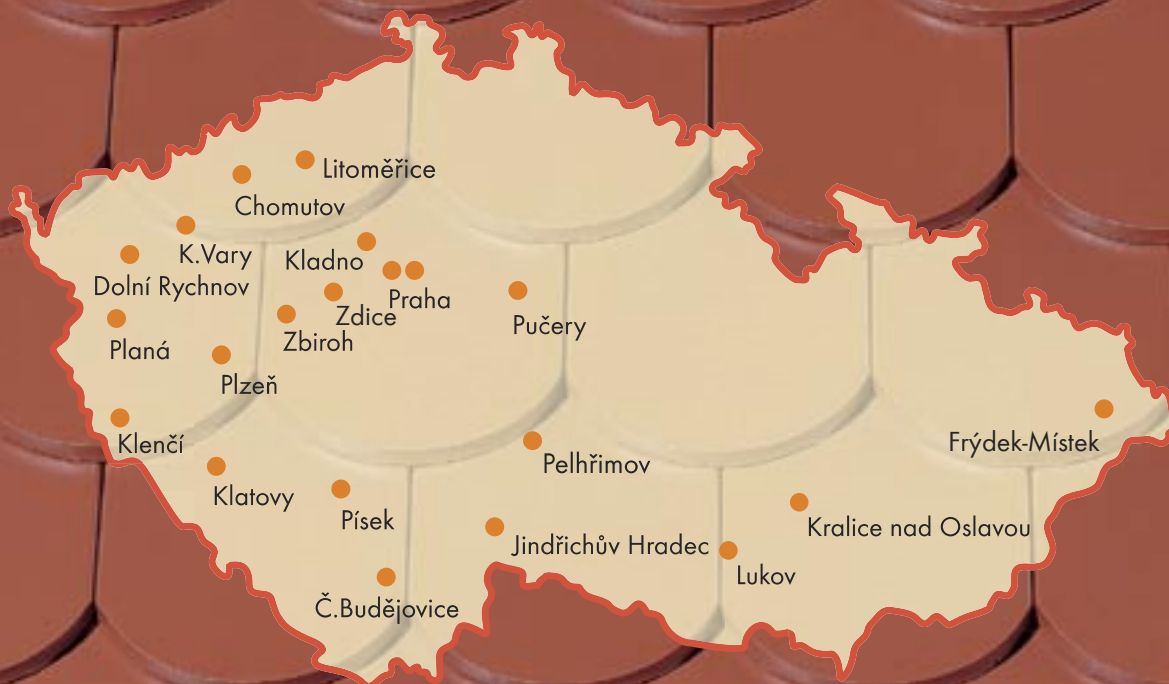 Litoměřice
Chomutov
K.Vary
Kladno
Dolní Rychnov
Praha
Zdice
Pučery
Zbiroh
Planá
Plzeň
Klenčí
Frýdek-Místek
Pelhřimov
Klatovy
Písek
Kralice nad Oslavou
Jindřichův Hradec
Lukov
Č.Budějovice